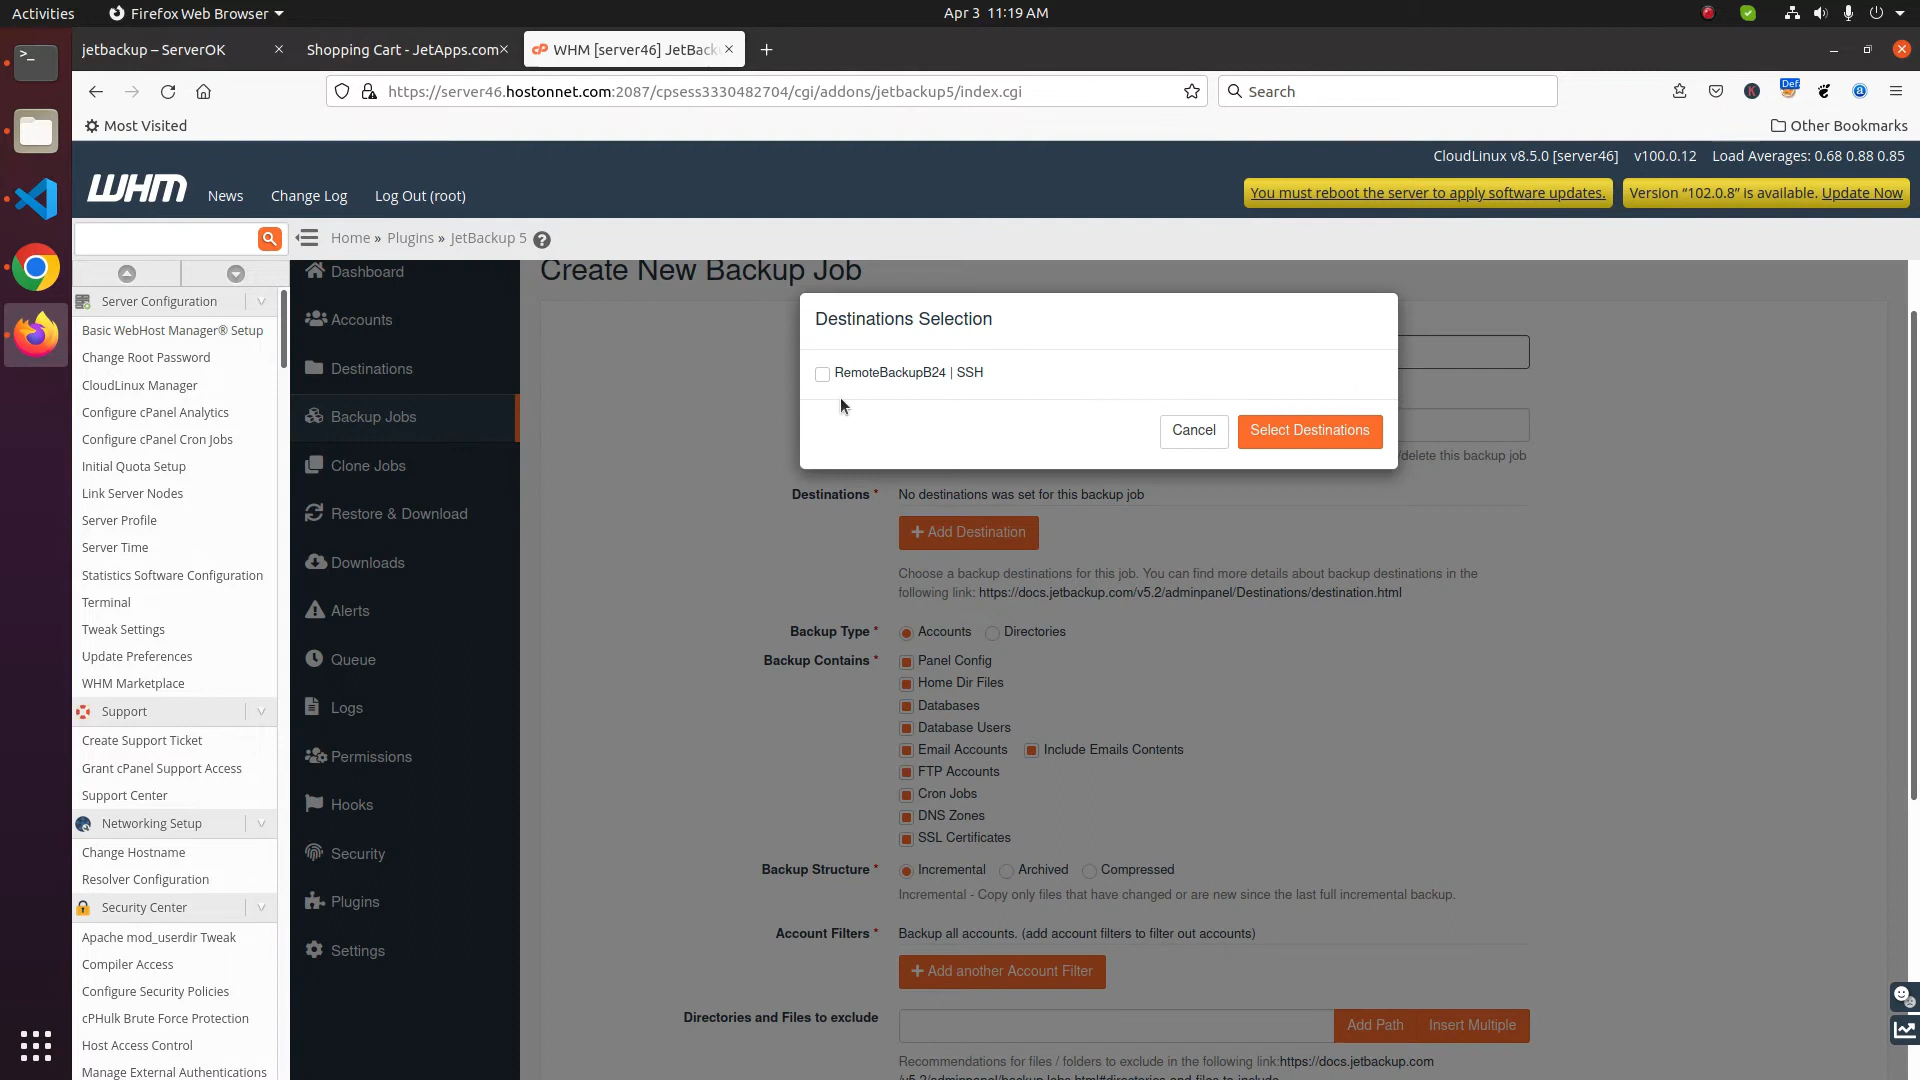 Activities
Firefox Web Browser
Apr 3 11:19 AM
jetbackup – ServerOK
Shopping Cart - JetApps.com
WHM [server46] JetBack
https://server46.hostonnet.com:2087/cpsess3330482704/cgi/addons/jetbackup5/index.cgi
Search
Most Visited
Other Bookmarks
CloudLinux v8.5.0 [server46] v100.0.12 Load Averages: 0.68 0.88 0.85
WHM
News
Change Log
Log Out (root)
You must reboot the server to apply software updates.
Version “102.0.8” is available. Update Now
Home » Plugins » JetBackup 5
Server Configuration
Basic WebHost Manager® Setup
Change Root Password
CloudLinux Manager
Configure cPanel Analytics
Configure cPanel Cron Jobs
Initial Quota Setup
Link Server Nodes
Server Profile
Server Time
Statistics Software Configuration
Terminal
Tweak Settings
Update Preferences
WHM Marketplace
Support
Create Support Ticket
Grant cPanel Support Access
Support Center
Networking Setup
Change Hostname
Resolver Configuration
Security Center
Apache mod_userdir Tweak
Compiler Access
Configure Security Policies
cPHulk Brute Force Protection
Host Access Control
Manage External Authentications
Dashboard
Accounts
Destinations
Backup Jobs
Clone Jobs
Restore & Download
Downloads
Alerts
Queue
Logs
Permissions
Hooks
Security
Plugins
Settings
Create New Backup Job
Destinations Selection
RemoteBackupB24 | SSH
Cancel
Select Destinations
/delete this backup job
Destinations *
No destinations was set for this backup job
+ Add Destination
Choose a backup destinations for this job. You can find more details about backup destinations in the
following link: https://docs.jetbackup.com/v5.2/adminpanel/Destinations/destination.html
Backup Type *
Accounts
Directories
Backup Contains *
Panel Config
Home Dir Files
Databases
Database Users
Email Accounts
Include Emails Contents
FTP Accounts
Cron Jobs
DNS Zones
SSL Certificates
Backup Structure *
Incremental
Archived
Compressed
Incremental - Copy only files that have changed or are new since the last full incremental backup.
Account Filters *
Backup all accounts. (add account filters to filter out accounts)
+ Add another Account Filter
Directories and Files to exclude
Add Path
Insert Multiple
Recommendations for files / folders to exclude in the following link:https://docs.jetbackup.com
/v5.2/adminpanel/backupJobs.html#directories-and-files-to-include